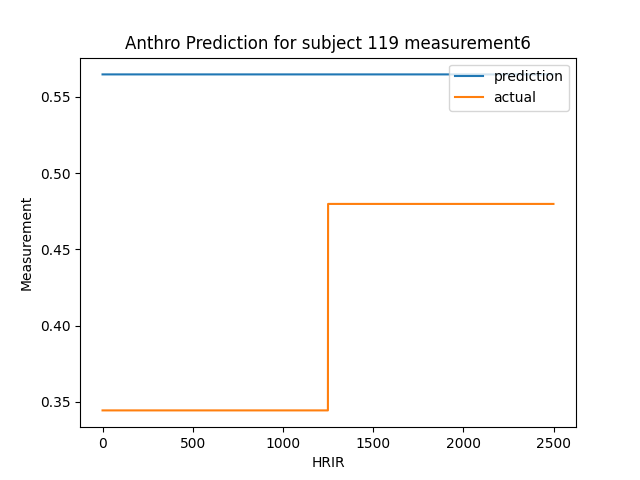 Anthro Prediction for subject 119 measurement6
prediction
actual
0.55
0.50
0.45
0.40
0.35
Measurement
0
500
1000
1500
2000
2500
HRIR